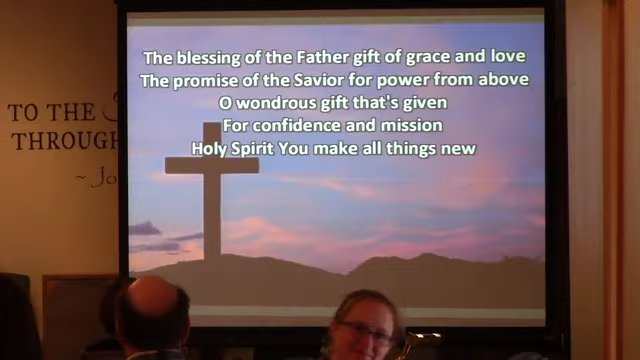 The blessing of the Father gift of grace and love
The promise of the Savior for power from above
O wondrous gift that's given
For confidence and mission
Holy Spirit You make all things new
TO THE
THROUGH
~Jo